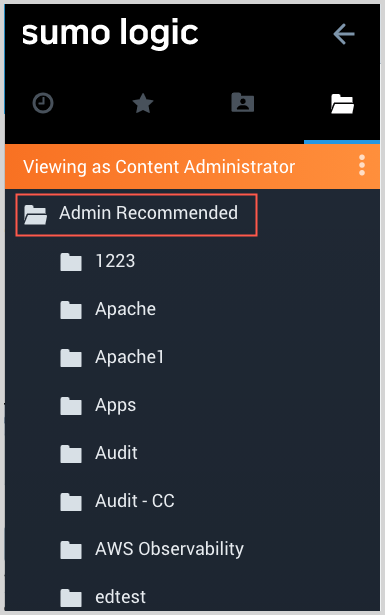 sumo logic
Viewing as Content Administrator
Admin Recommended
1223
Apache
Apache1
Apps
Audit
Audit - CC
AWS Observability
edtest